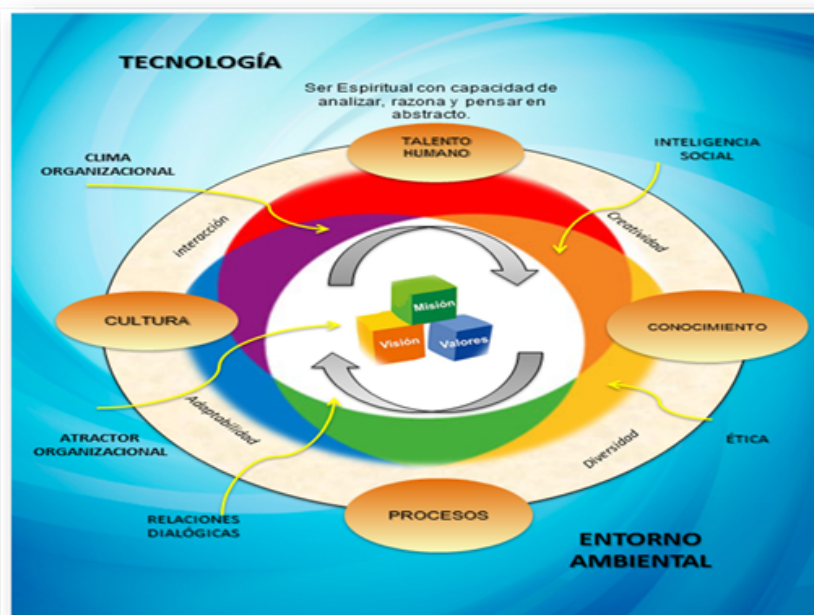 TECNOLOGÍA
Ser Espiritual con capacidad de
analizar, razona y pensar en
abstracto.
TALENTO
HUMANO
INTELIGENCIA
SOCIAL
CLIMA
ORGANIZACIONAL
interacción
Creatividad
Misión
Visión
Valores
CULTURA
CONOCIMIENTO
Adaptabilidad
Diversidad
ATRACTOR
ORGANIZACIONAL
ÉTICA
RELACIONES
DIALÓGICAS
PROCESOS
ENTORNO
AMBIENTAL